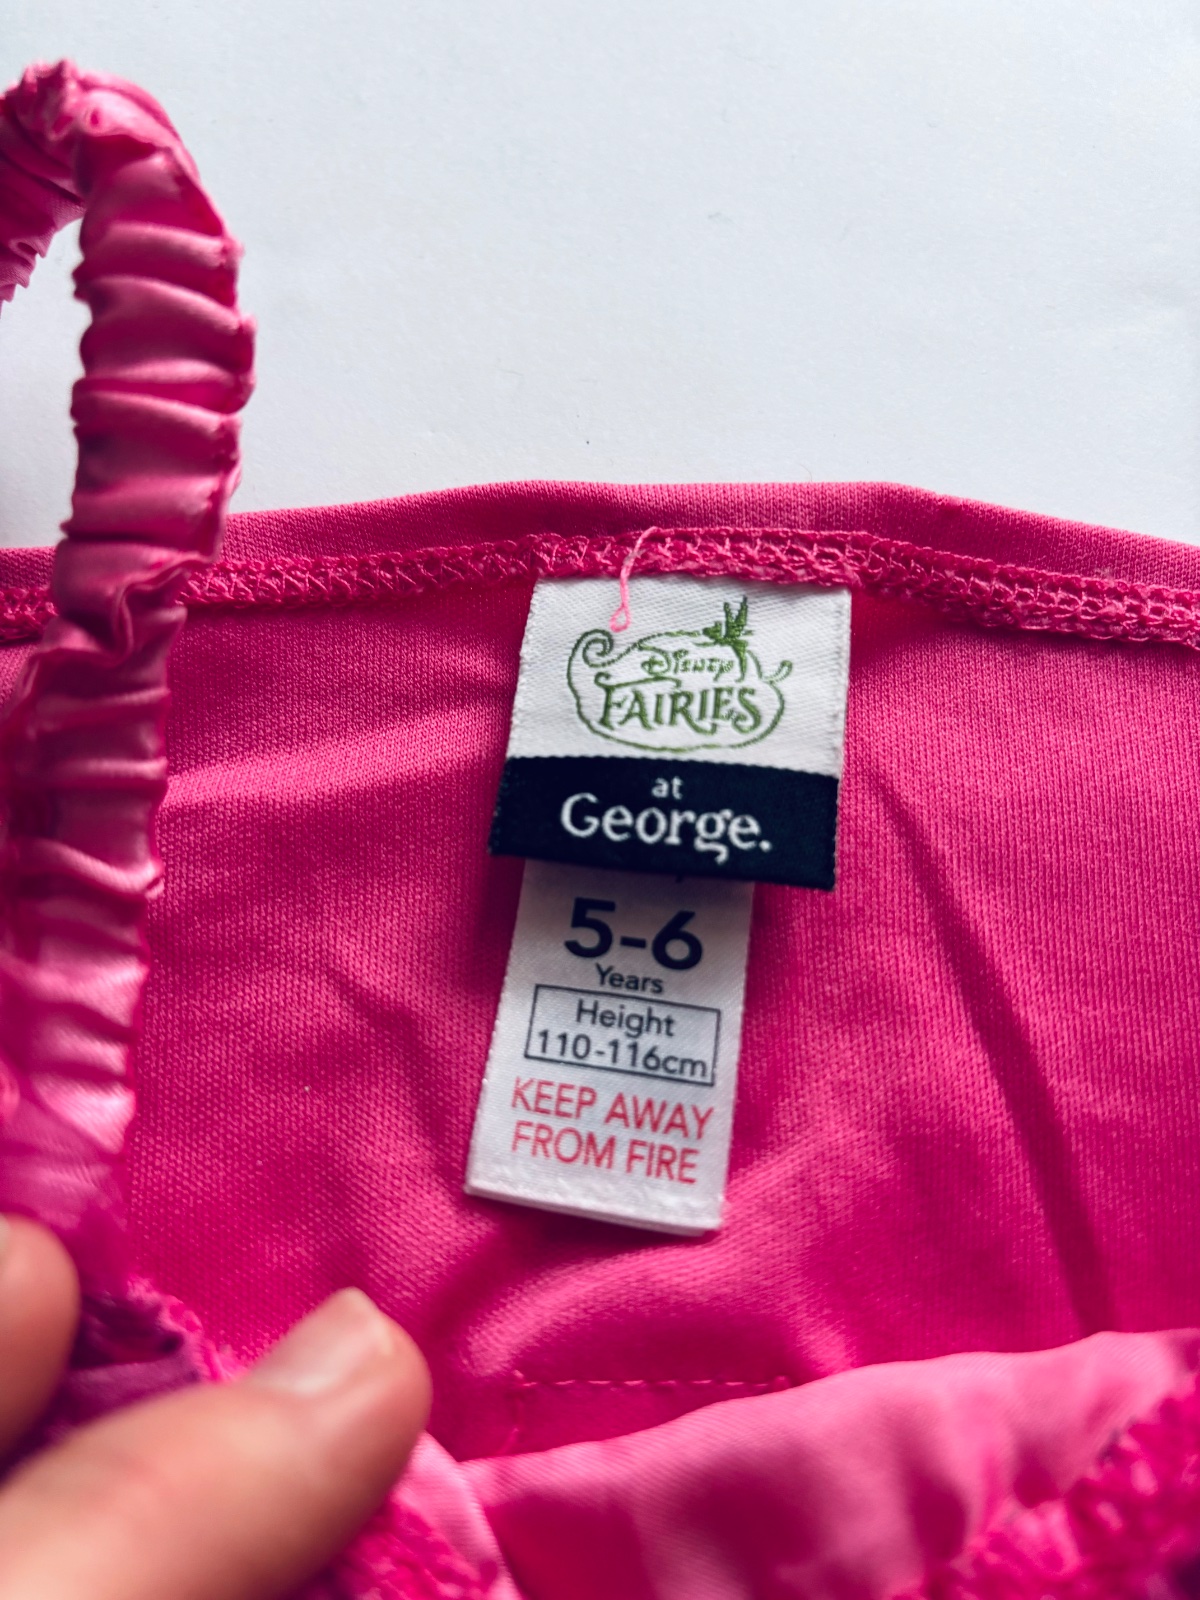 Disney
FAIRIES
at
George.
5-6
Years
Height
110-116cm
KEEP AWAY
FROM FIRE